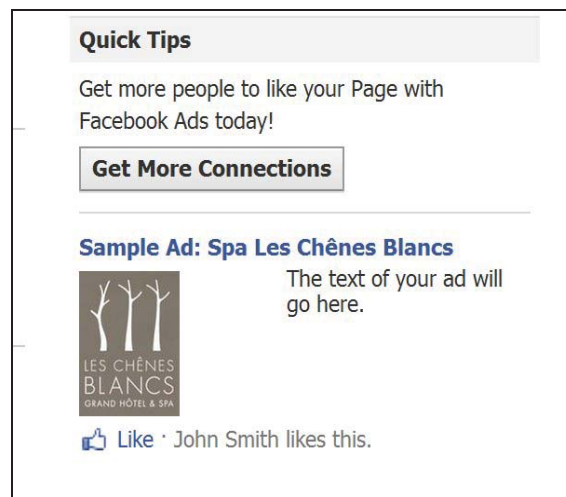 Quick Tips
Get more people to like your Page with
Facebook Ads today!
Get More Connections
Sample Ad: Spa Les Chênes Blancs
The text of your ad will
go here.
LES CHÊNES
BLANCS
GRAND HÔTEL & SPA
Like · John Smith likes this.